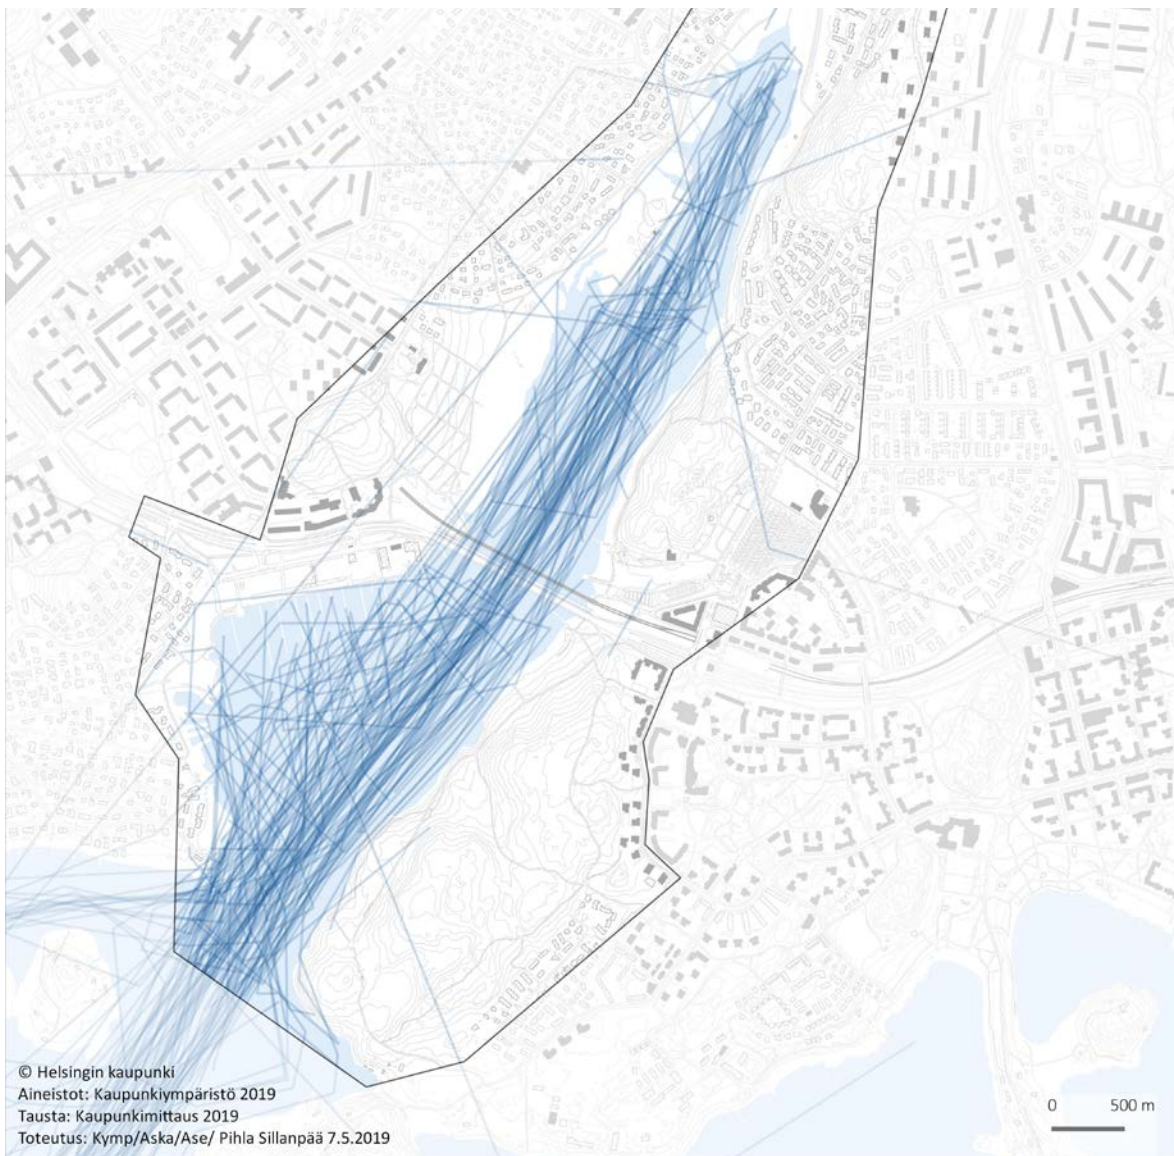 © Helsingin kaupunki
Aineistot: Kaupunkiympäristö 2019
Tausta: Kaupunkimittaus 2019
Toteutus: Kymp/Aska/Ase/ Pihla Sillanpää 7.5.2019
0 500 m